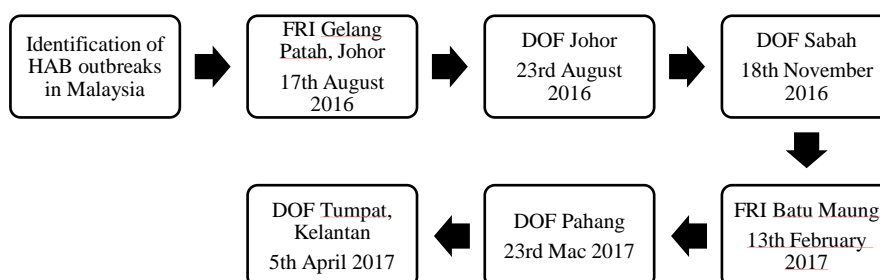 Identification of
HAB outbreaks
in Malaysia
FRI Gelang
Patah, Johor
17th August
2016
DOF Johor
23rd August
2016
DOF Sabah
18th November
2016
FRI Batu Maung
13th February
2017
DOF Pahang
23rd Mac 2017
DOF Tumpat,
Kelantan
5th April 2017